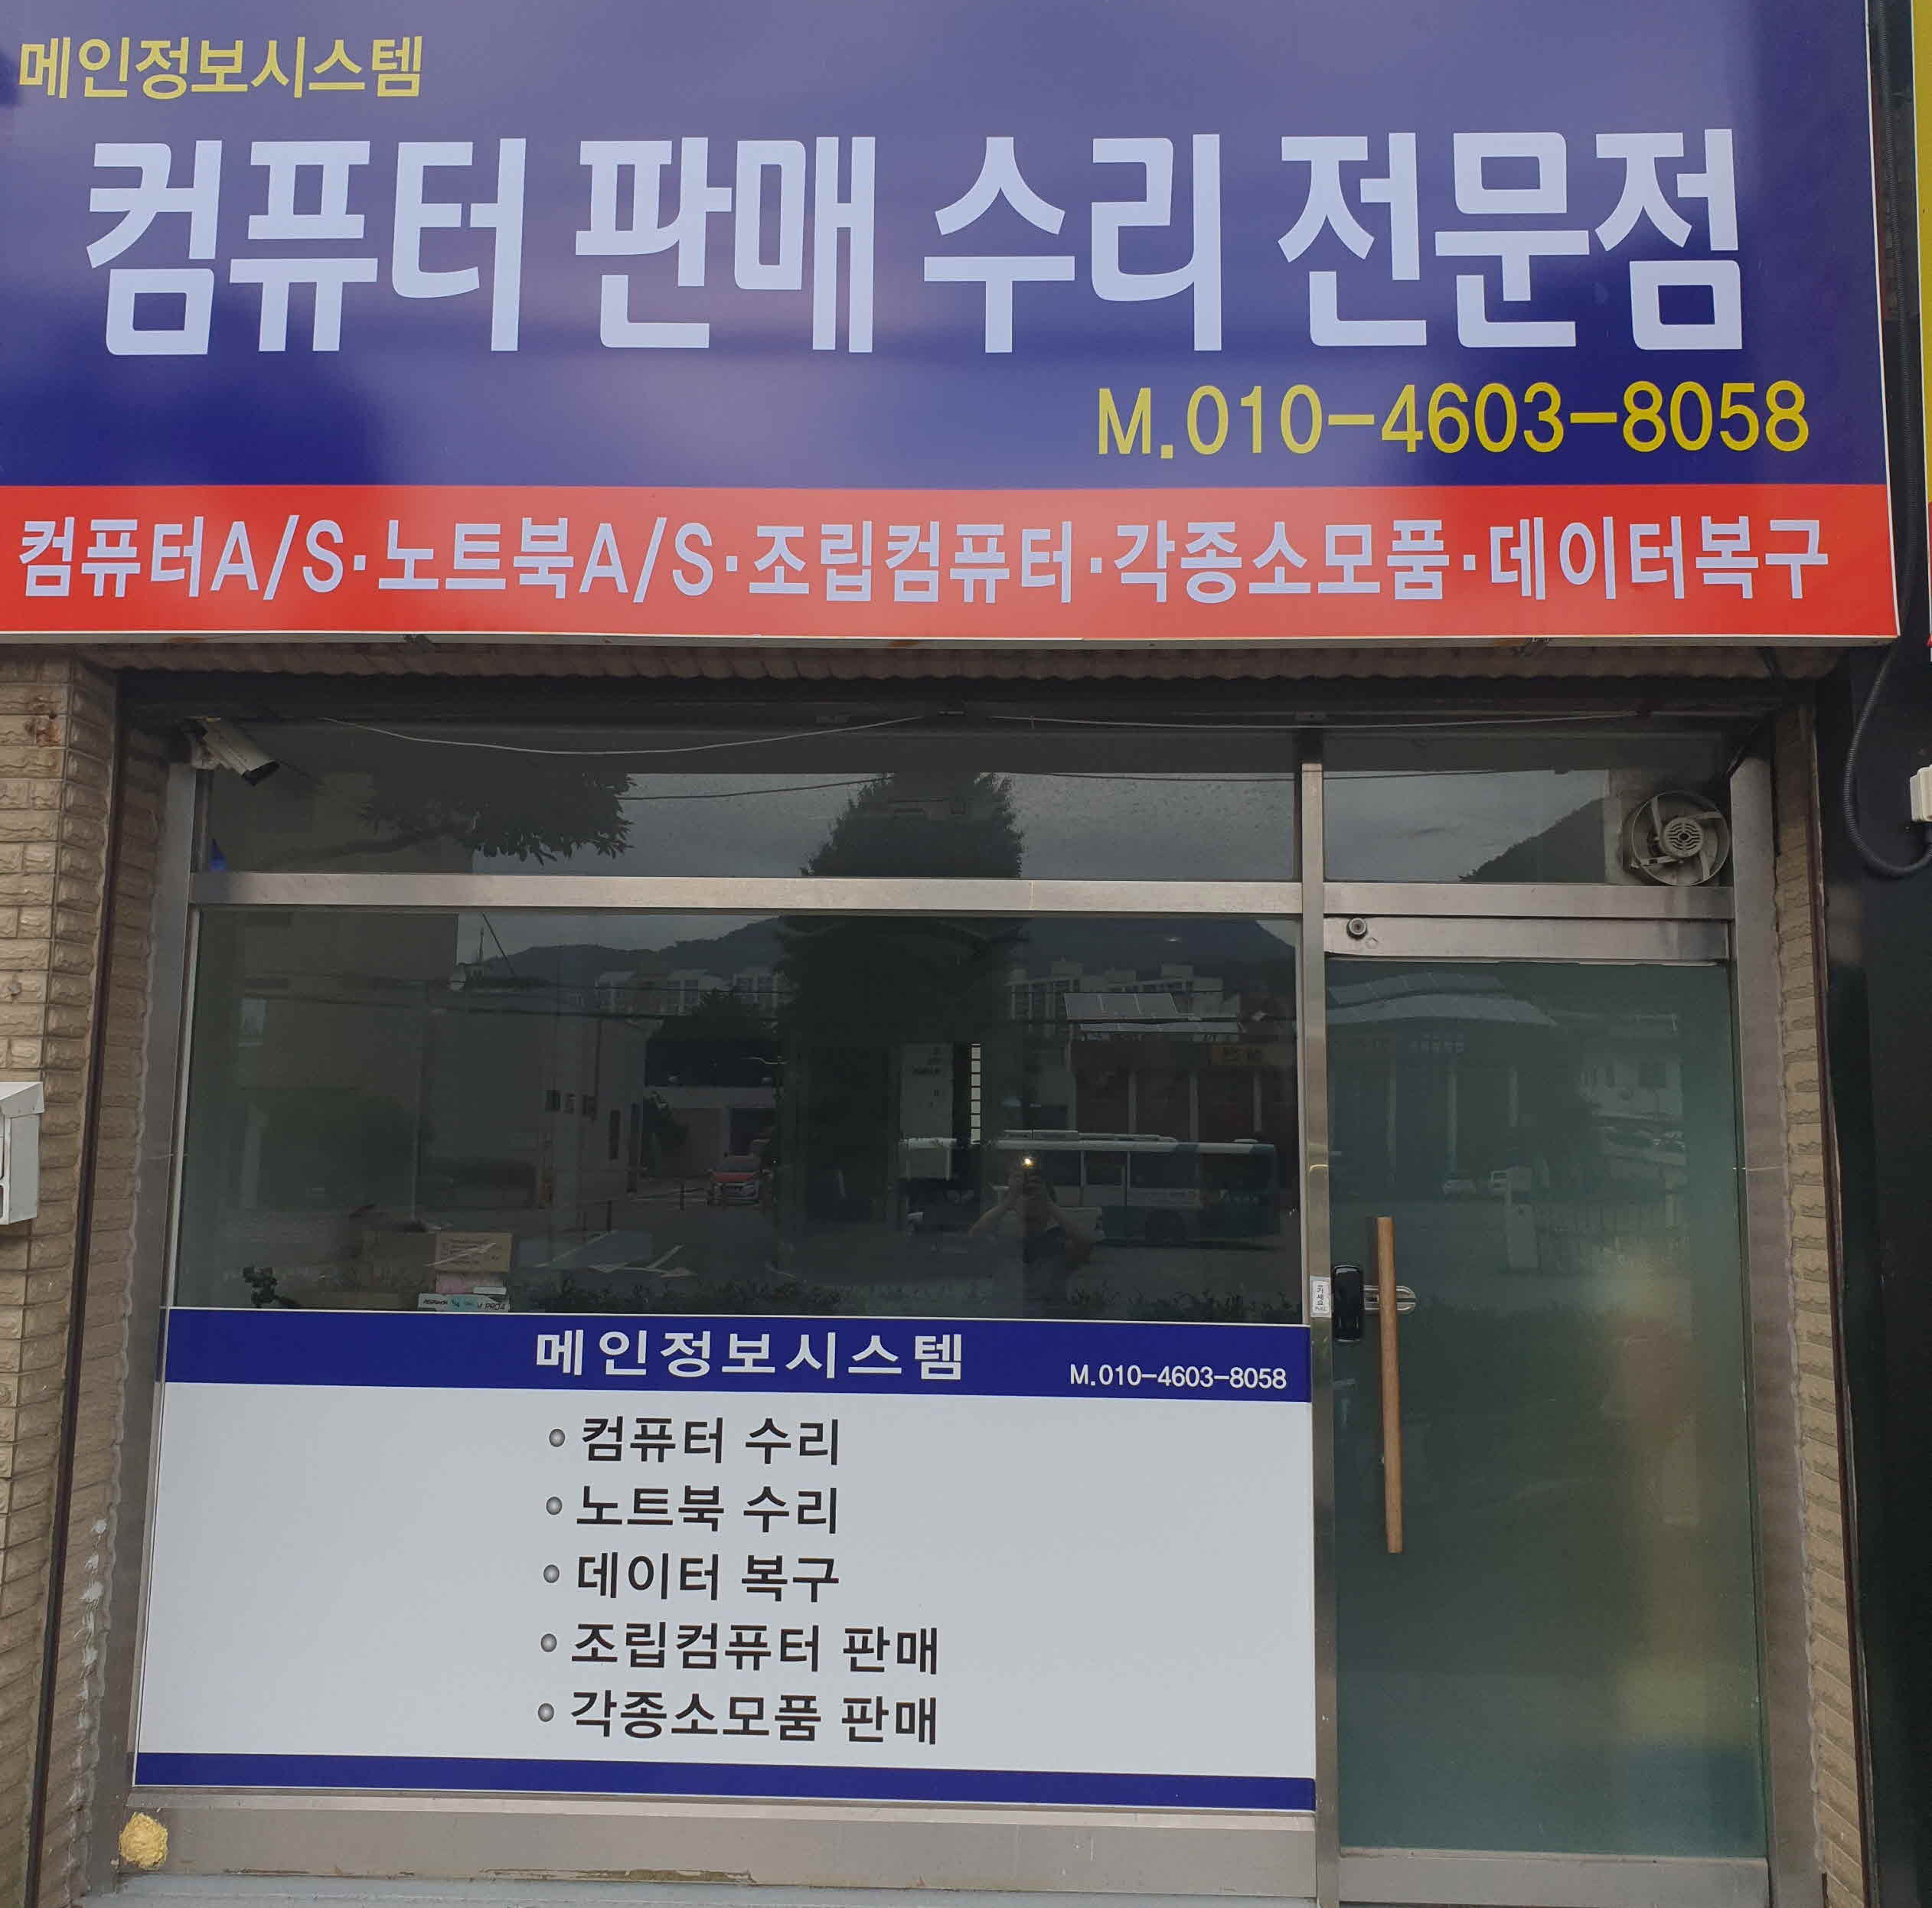 메인정보시스템
컴퓨터 판매 수리 전문점
M.010-4603-8058
컴퓨터A/S·노트북A/S·조립컴퓨터·각종소모품·데이터복구
메인정보시스템 M.010-4603-8058
컴퓨터 수리
노트북 수리
데이터 복구
조립컴퓨터 판매
각종소모품 판매